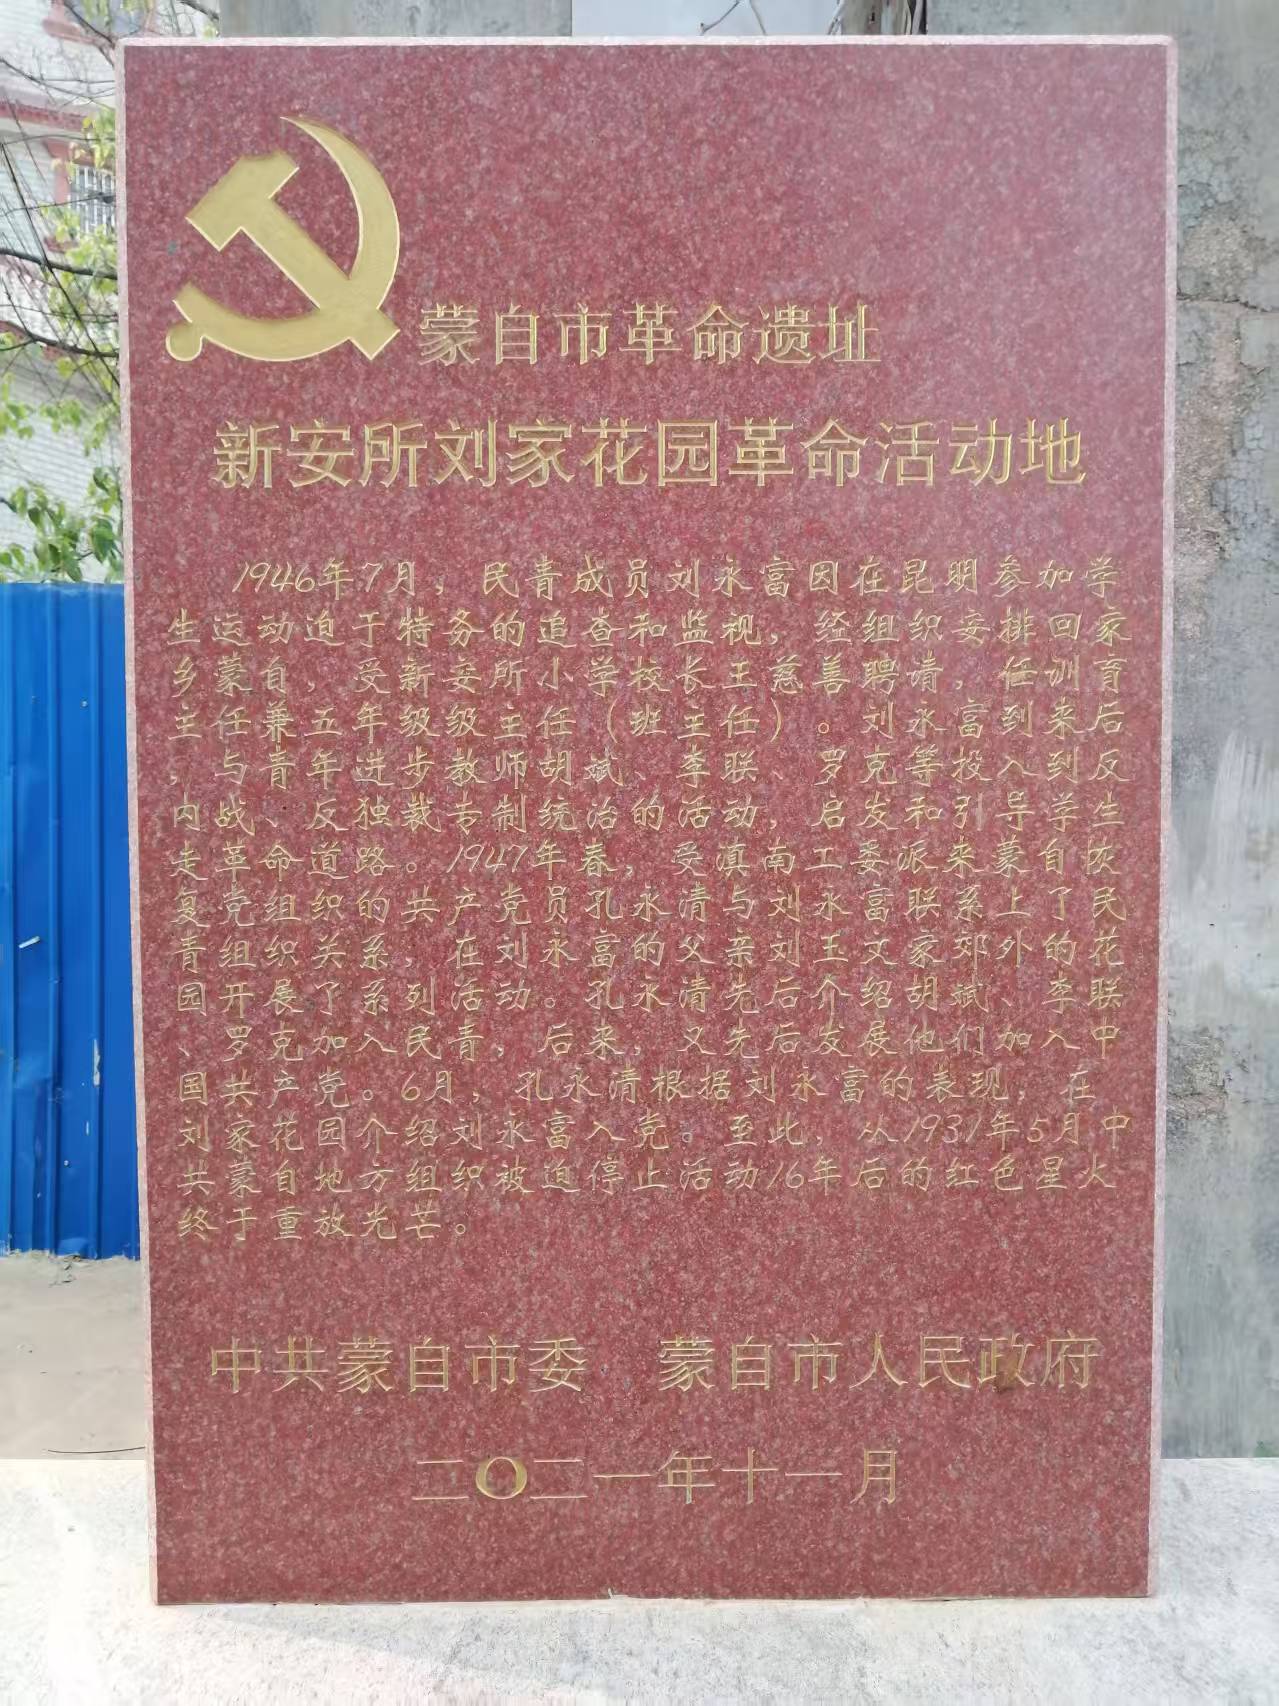 蒙自市革命遗址
新安所刘家花园革命活动地
1946年7月，民青成员刘永富因在昆明参加学
生运动迫于特务的追查和监视，经组织安排回家
乡蒙自，受新安所小学校长王慈善聘请，任训育
主任兼五年级级主任（班主任）。刘永富到来后
，与青年进步教师胡斌、李联、罗克等投入到反
内战、反独裁专制统治的活动，启发和引导学生
走革命道路。1947年春，受滇南工委派来蒙自恢
复党组织的共产党员孔永清与刘永富联系上了民
青组织关系，在刘永富的父亲刘玉文家郊外的花
园开展了系列活动。孔永清先后介绍胡斌、李联
、罗克加入民青，后来，又先后发展他们加入中
国共产党。6月，孔永清根据刘永富的表现，在
刘家花园介绍刘永富入党。至此，从1931年5月中
共蒙自地方组织被迫停止活动16年后的红色星火
终于重放光芒。
中共蒙自市委 蒙自市人民政府
二〇二一年十一月